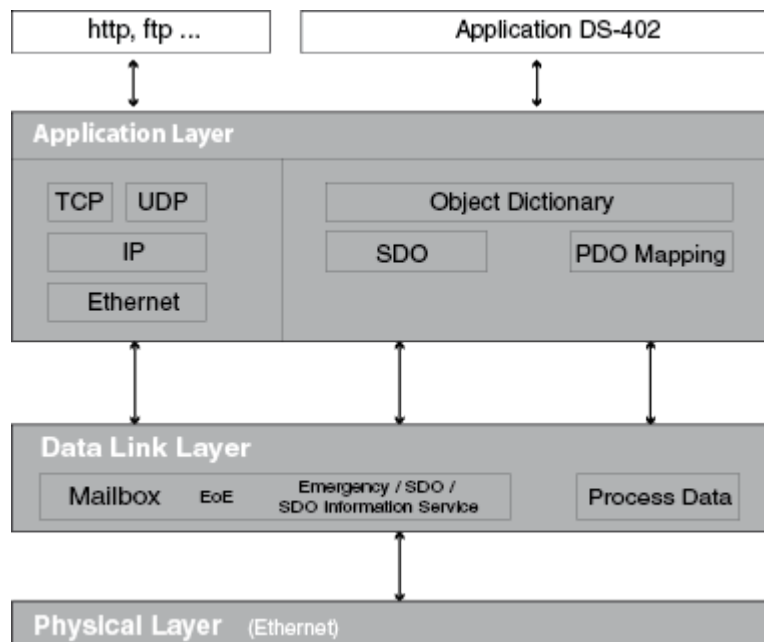 http, ftp ...
Application DS-402
Application Layer
TCP
UDP
Object Dictionary
IP
SDO
PDO Mapping
Ethernet
Data Link Layer
Mailbox
EoE
Emergency / SDO /
SDO Information Service
Process Data
Physical Layer (Ethernet)